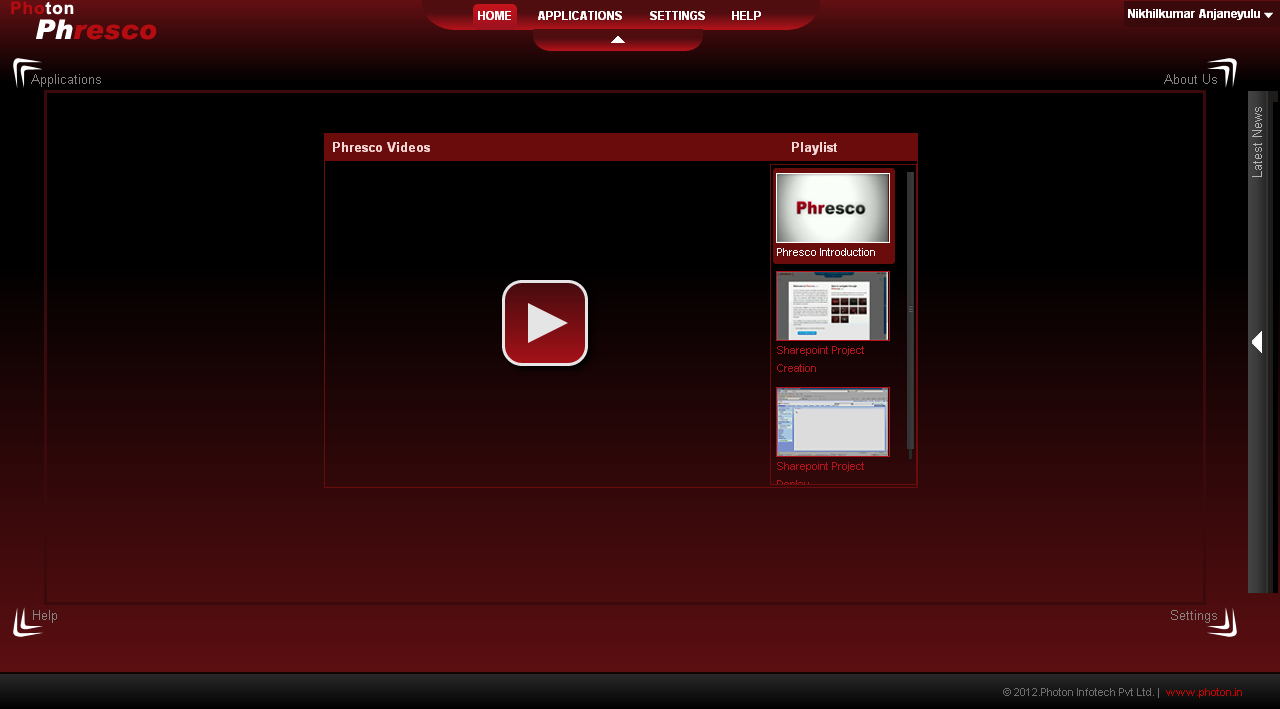 Photon
Phresco
HOME APPLICATIONS SETTINGS HELP
Nikhilkumar Anjaneyulu
Applications
About Us
Latest News
Phresco Videos
Playlist
Phresco
Phresco Introduction
Sharepoint Project
Creation
Sharepoint Project
Deploy
Help
Settings
© 2012.Photon Infotech Pvt Ltd. | www.photon.in